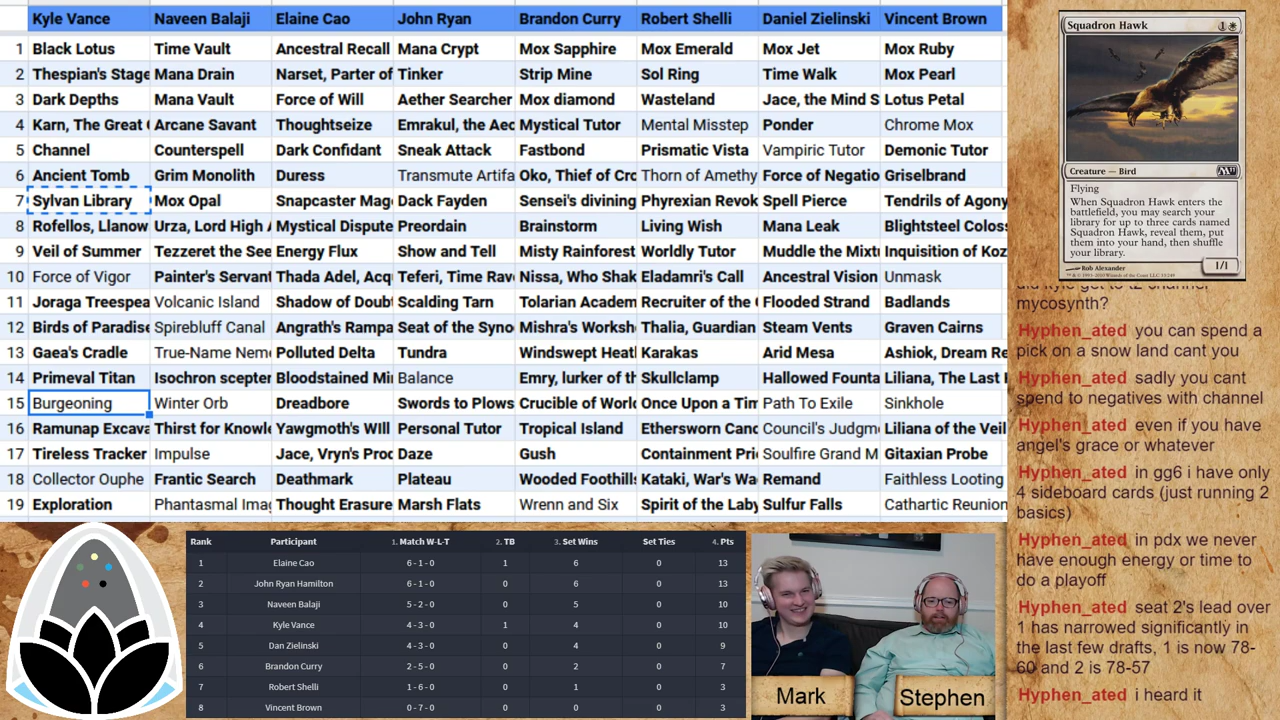 Kyle Vance Naveen Balaji Elaine Cao John Ryan Brandon Curry Robert Shelli Daniel Zielinski Vincent Brown
1 Black Lotus Time Vault Ancestral Recall Mana Crypt Mox Sapphire Mox Emerald Mox Jet Mox Ruby
2 Thespian's Stage Mana Drain Narset, Parter of Tinker Strip Mine Sol Ring Time Walk Mox Pearl
3 Dark Depths Mana Vault Force of Will Aether Searcher Mox diamond Wasteland Jace, the Mind S Lotus Petal
4 Karn, The Great Arcane Savant Thoughtseize Emrakul, the Aec Mystical Tutor Mental Misstep Ponder Chrome Mox
5 Channel Counterspell Dark Confidant Sneak Attack Fastbond Prismatic Vista Vampiric Tutor Demonic Tutor
6 Ancient Tomb Grim Monolith Duress Transmute Artifa Oko, Thief of Cro Thorn of Amethy Force of Negatio Griselbrand
7 Sylvan Library Mox Opal Snapcaster Mag Dack Fayden Sensei's divining Phyrexian Revok Spell Pierce Tendrils of Agony
8 Rofellos, Llanow Urza, Lord High Mystical Dispute Preordain Brainstorm Living Wish Mana Leak Blightsteel Colos
9 Veil of Summer Tezzeret the See Energy Flux Show and Tell Misty Rainforest Worldly Tutor Muddle the Mixt Inquisition of Koz
10 Force of Vigor Painter's Servant Thada Adel, Acq Teferi, Time Rav Nissa, Who Shak Eladamri's Call Ancestral Vision Unmask
11 Joraga Treespea Volcanic Island Shadow of Doubt Scalding Tarn Tolarian Academ Recruiter of the Flooded Strand Badlands
12 Birds of Paradise Spirebluff Canal Angrath's Rampa Seat of the Syno Mishra's Worksh Thalia, Guardian Steam Vents Graven Cairns
13 Gaea's Cradle True-Name Nem Polluted Delta Tundra Windswept Heat Karakas Arid Mesa Ashiok, Dream Re
14 Primeval Titan Isochron scepter Bloodstained Mi Balance Emry, lurker of th Skullclamp Hallowed Founta Liliana, The Last
15 Burgeoning Winter Orb Dreadbore Swords to Plows Crucible of Worl Once Upon a Tim Path To Exile Sinkhole
16 Ramunap Excava Thirst for Knowle Yawgmoth's WIll Personal Tutor Tropical Island Ethersworn Cano Council's Judgm Liliana of the Veil
17 Tireless Tracker Impulse Jace, Vryn's Prod Daze Gush Containment Prie Soulfire Grand M Gitaxian Probe
18 Collector Ouphe Frantic Search Deathmark Plateau Wooded Foothills Kataki, War's Wa Remand Faithless Looting
19 Exploration Phantasmal Imag Thought Erasure Marsh Flats Wrenn and Six Spirit of the Laby Sulfur Falls Cathartic Reunion
Squadron Hawk 1
Creature — Bird M11
Flying
When Squadron Hawk enters the
battlefield, you may search your
library for up to three cards named
Squadron Hawk, reveal them, put
them into your hand, then shuffle
your library.
Rob Alexander
1/1
did kyle get to t2 channel
mycosynth?
Hyphen_ated you can spend a
pick on a snow land cant you
Hyphen_ated sadly you cant
spend to negatives with channel
Hyphen_ated even if you have
angel's grace or whatever
Hyphen_ated in gg6 i have only
4 sideboard cards (just running 2
basics)
Hyphen_ated in pdx we never
have enough energy or time to
do a playoff
Hyphen_ated seat 2's lead over
1 has narrowed significantly in
the last few drafts, 1 is now 78-
60 and 2 is 78-57
Hyphen_ated i heard it
Rank Participant 1. Match W-L-T 2. TB 3. Set Wins Set Ties 4. Pts
1 Elaine Cao 6 - 1 - 0 1 6 0 13
2 John Ryan Hamilton 6 - 1 - 0 0 6 0 13
3 Naveen Balaji 5 - 2 - 0 0 5 0 10
4 Kyle Vance 4 - 3 - 0 1 4 0 10
5 Dan Zielinski 4 - 3 - 0 0 4 0 9
6 Brandon Curry 2 - 5 - 0 0 2 0 7
7 Robert Shelli 1 - 6 - 0 0 1 0 3
8 Vincent Brown 0 - 7 - 0 0 0 0 3
Mark
Stephen